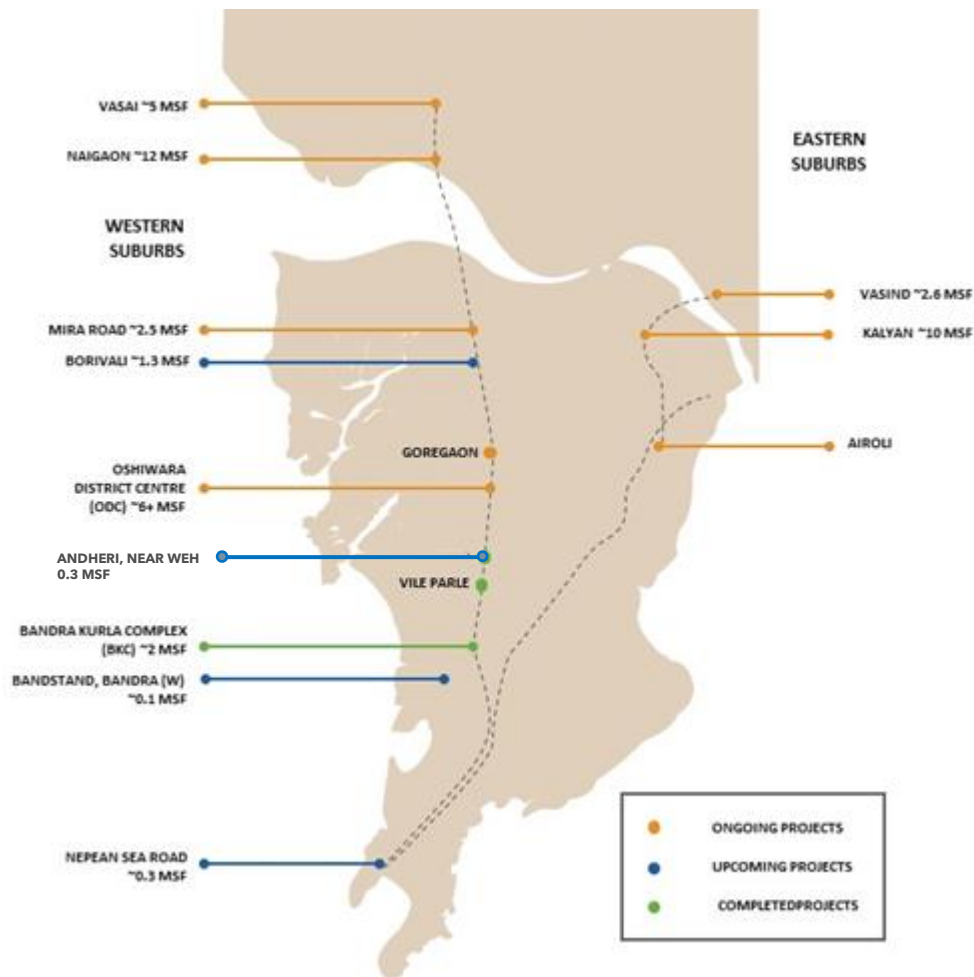 VASAI ~5 MSF
NAIGAON ~12 MSF
EASTERN
SUBURBS
WESTERN
SUBURBS
VASIND ~2.6 MSF
MIRA ROAD ~2.5 MSF
KALYAN ~10 MSF
BORIVALI ~1.3 MSF
GOREGAON
AIROLI
OSHIWARA
DISTRICT CENTRE
(ODC) ~6+ MSF
ANDHERI, NEAR WEH
0.3 MSF
VILE PARLE
BANDRA KURLA COMPLEX
(BKC) ~2 MSF
BANDSTAND, BANDRA (W)
~0.1 MSF
NEPEAN SEA ROAD
~0.3 MSF
ONGOING PROJECTS
UPCOMING PROJECTS
COMPLETEDPROJECTS